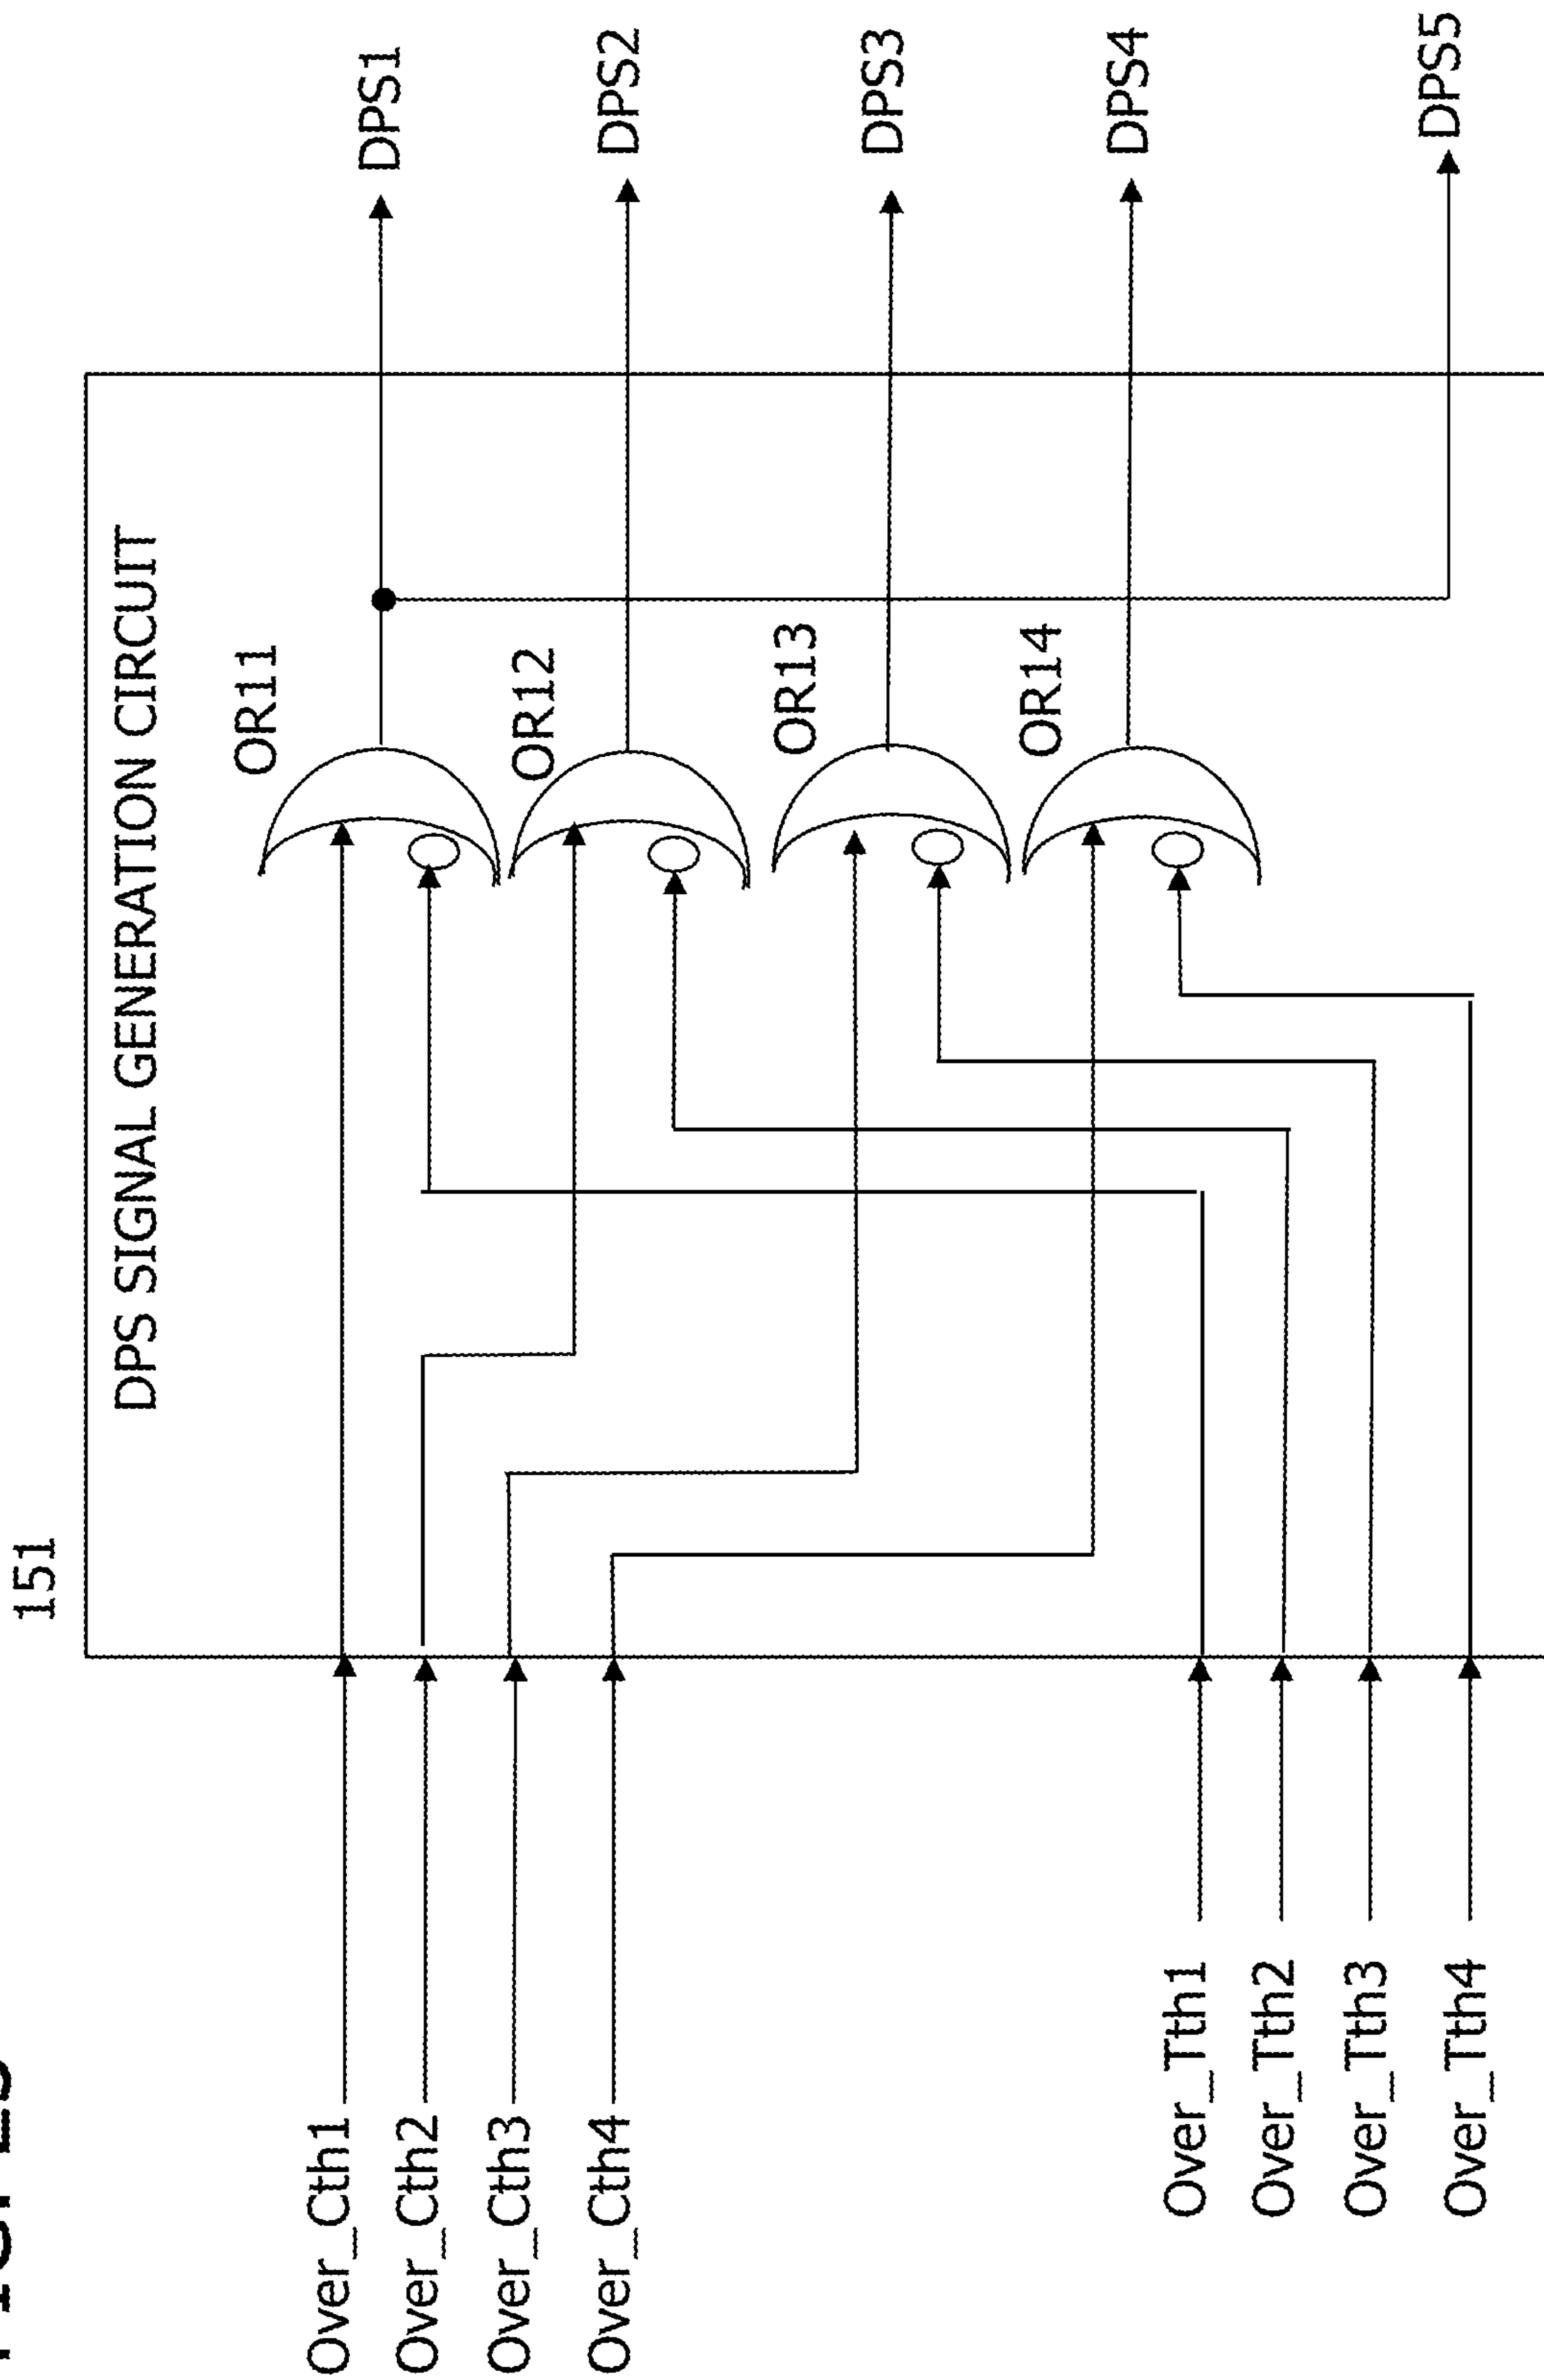 151
DPS SIGNAL GENERATION CIRCUIT
Over_Cth1
Over_Cth2
Over_Cth3
Over_Cth4
Over_Tth1
Over_Tth2
Over_Tth3
Over_Tth4
OR11
OR12
OR13
OR14
DPS1
DPS2
DPS3
DPS4
DPS5